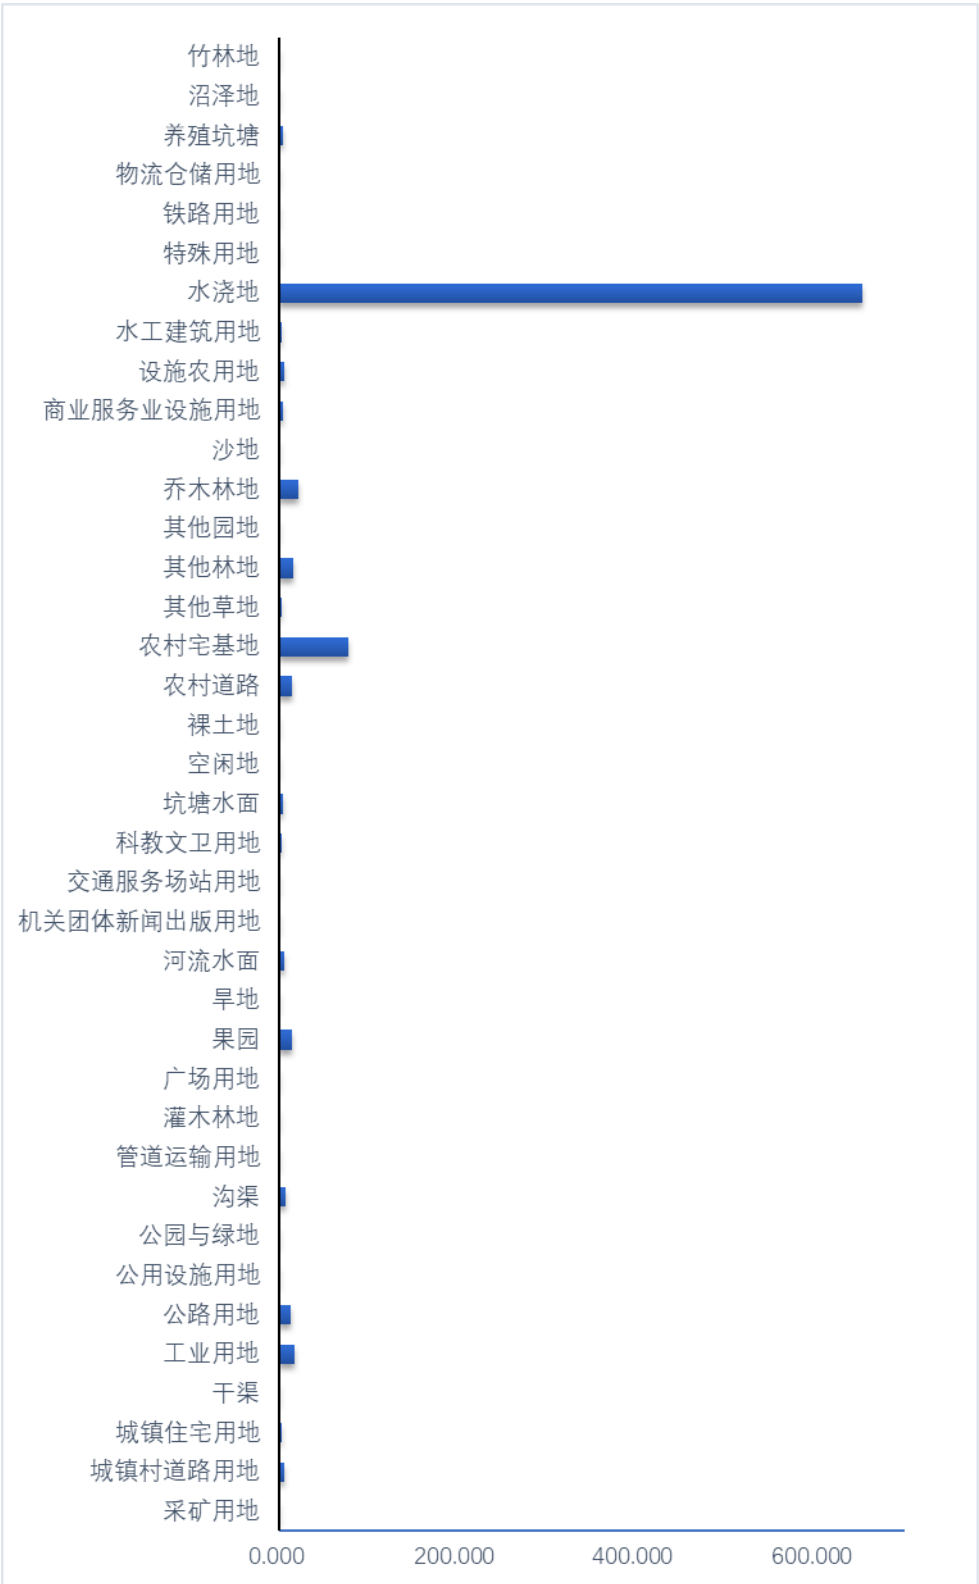 竹林地
沼泽地
养殖坑塘
物流仓储用地
铁路用地
特殊用地
水浇地
水工建筑用地
设施农用地
商业服务业设施用地
沙地
乔木林地
其他园地
其他林地
其他草地
农村宅基地
农村道路
裸土地
空闲地
坑塘水面
科教文卫用地
交通服务场站用地
机关团体新闻出版用地
河流水面
旱地
果园
广场用地
灌木林地
管道运输用地
沟渠
公园与绿地
公用设施用地
公路用地
工业用地
干渠
城镇住宅用地
城镇村道路用地
采矿用地
0.000 200.000 400.000 600.000